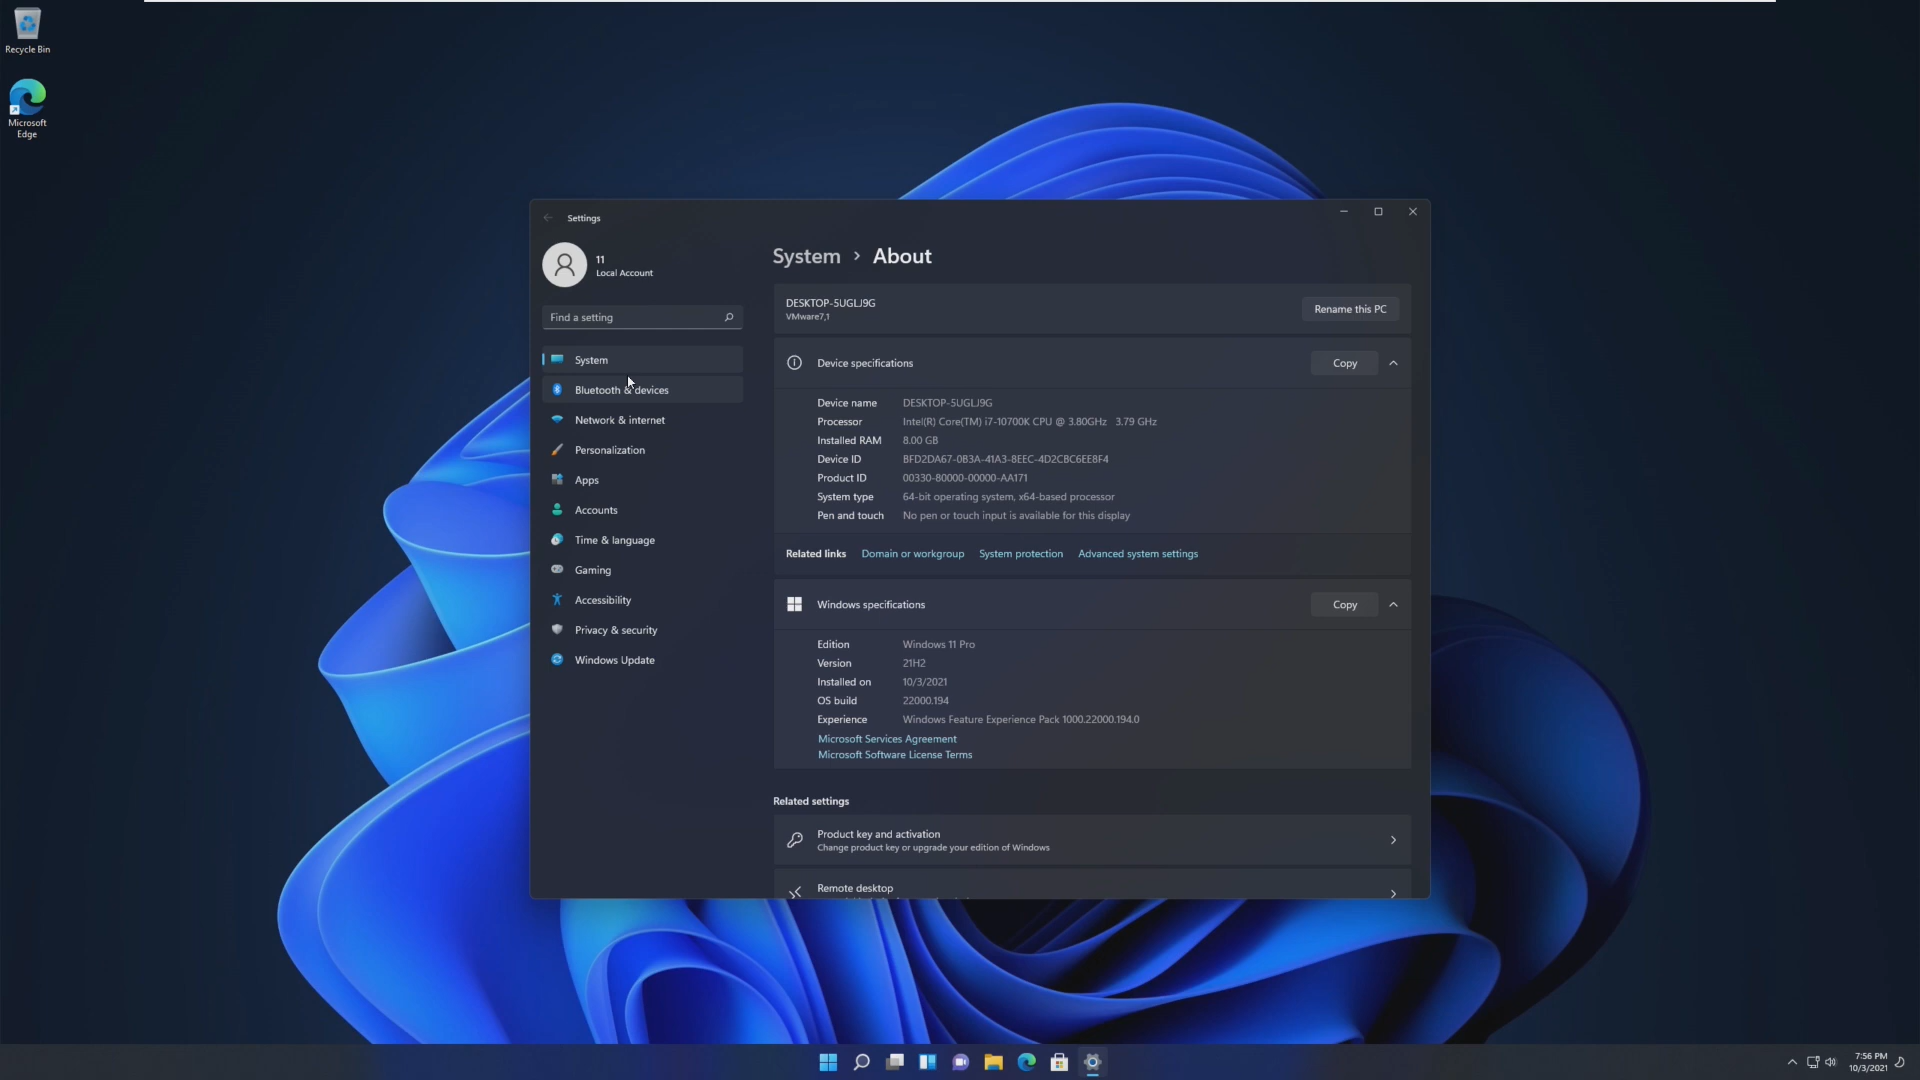 Recycle Bin
Microsoft
Edge
Settings
11
Local Account
Find a setting
System
Bluetooth & devices
Network & internet
Personalization
Apps
Accounts
Time & language
Gaming
Accessibility
Privacy & security
Windows Update
System › About
DESKTOP-5UGLJ9G
VMware7,1
Rename this PC
Device specifications
Copy
Device name DESKTOP-5UGLJ9G
Processor Intel(R) Core(TM) i7-10700K CPU @ 3.80GHz 3.79 GHz
Installed RAM 8.00 GB
Device ID BFD2DA67-0B3A-41A3-8EEC-4D2CBC6EE8F4
Product ID 00330-80000-00000-AA171
System type 64-bit operating system, x64-based processor
Pen and touch No pen or touch input is available for this display
Related links Domain or workgroup System protection Advanced system settings
Windows specifications
Copy
Edition Windows 11 Pro
Version 21H2
Installed on 10/3/2021
OS build 22000.194
Experience Windows Feature Experience Pack 1000.22000.194.0
Microsoft Services Agreement
Microsoft Software License Terms
Related settings
Product key and activation
Change product key or upgrade your edition of Windows
Remote desktop
7:56 PM
10/3/2021